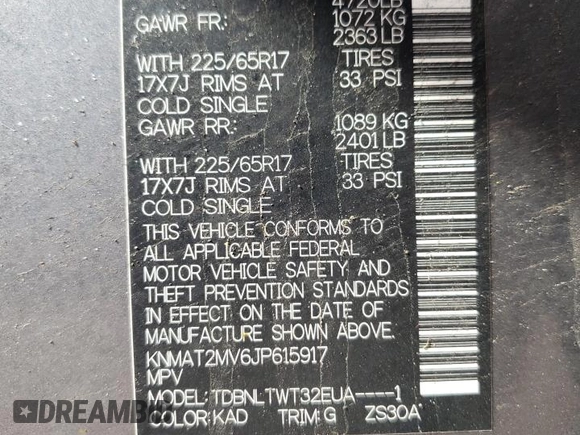 4720LB
GAWR FR: 1072 KG
2363 LB
WITH 225/65R17 TIRES
17X7J RIMS AT 33 PSI
COLD SINGLE
GAWR RR: 1089 KG
2401 LB
WITH 225/65R17 TIRES
17X7J RIMS AT 33 PSI
COLD SINGLE
THIS VEHICLE CONFORMS TO
ALL APPLICABLE FEDERAL
MOTOR VEHICLE SAFETY AND
THEFT PREVENTION STANDARDS
IN EFFECT ON THE DATE OF
MANUFACTURE SHOWN ABOVE.
KNMAT2MV6JP615917
MPV
MODEL: TDBNLTWT32EUA----1
COLOR: KAD TRIM: G ZS30A
DREAMBID.com